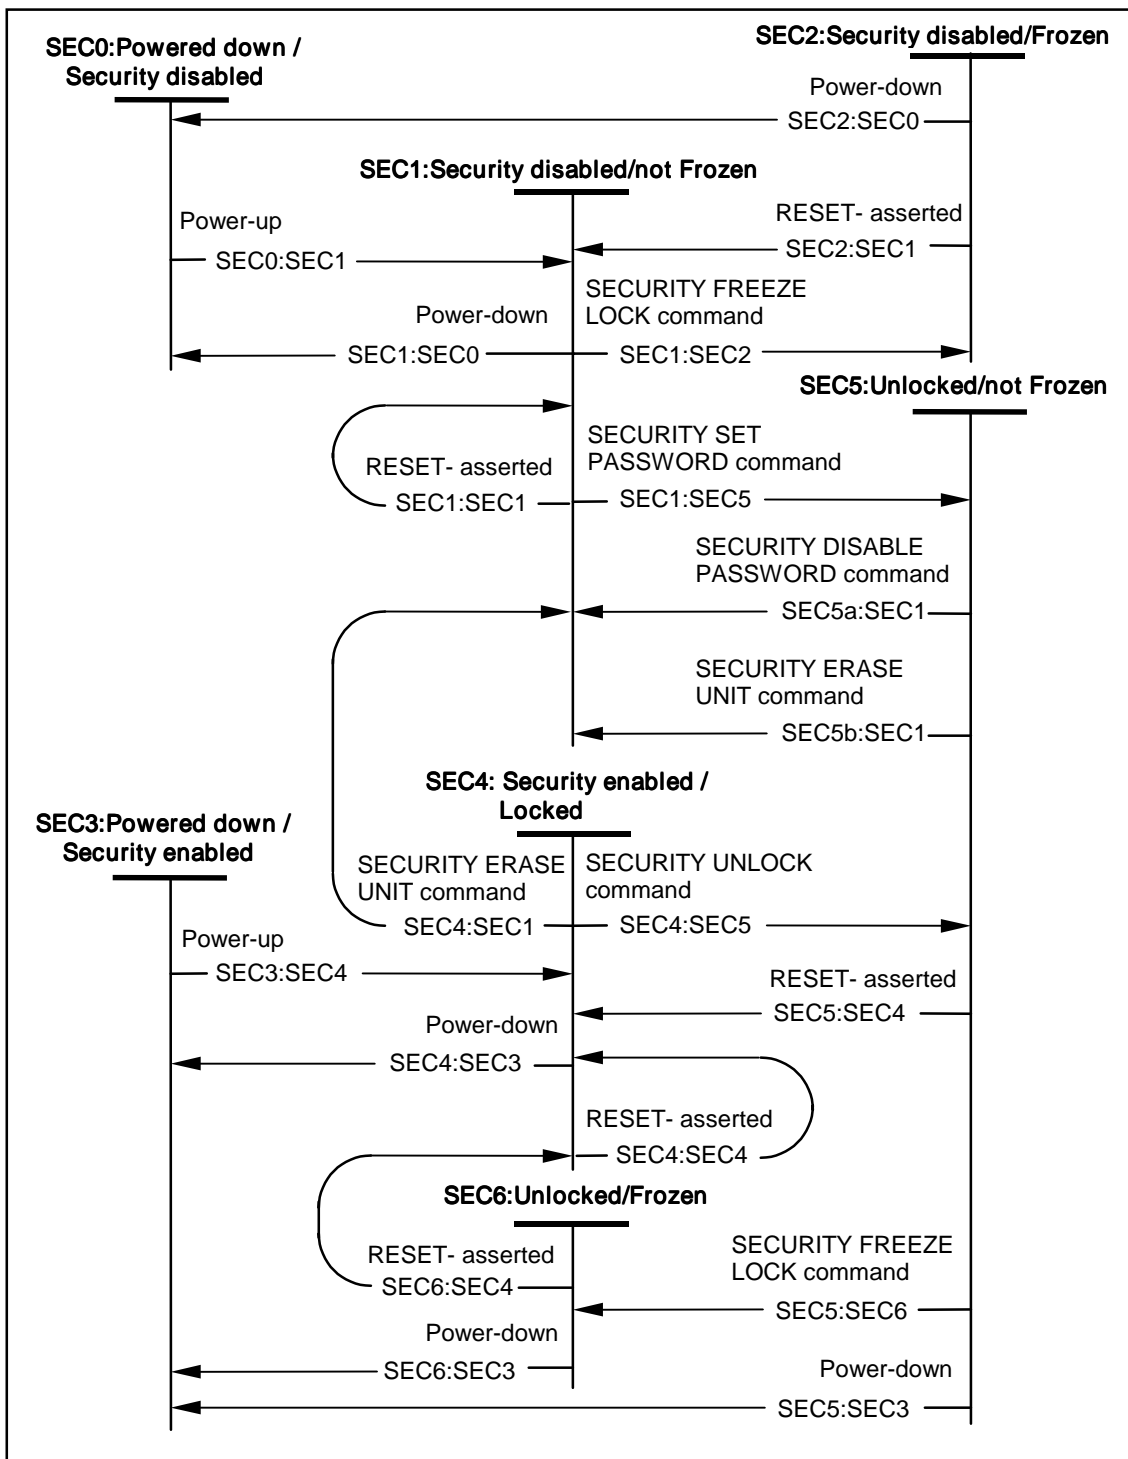 SEC0:Powered down /
Security disabled
SEC2:Security disabled/Frozen
Power-down
SEC2:SEC0
SEC1:Security disabled/not Frozen
Power-up
SEC0:SEC1
RESET- asserted
SEC2:SEC1
SECURITY FREEZE
LOCK command
Power-down
SEC1:SEC0
SEC1:SEC2
SEC5:Unlocked/not Frozen
SECURITY SET
PASSWORD command
RESET- asserted
SEC1:SEC1
SEC1:SEC5
SECURITY DISABLE
PASSWORD command
SEC5a:SEC1
SECURITY ERASE
UNIT command
SEC5b:SEC1
SEC4: Security enabled /
Locked
SEC3:Powered down /
Security enabled
SECURITY ERASE
UNIT command
SECURITY UNLOCK
command
SEC4:SEC1
SEC4:SEC5
Power-up
SEC3:SEC4
RESET- asserted
SEC5:SEC4
Power-down
SEC4:SEC3
RESET- asserted
SEC4:SEC4
SEC6:Unlocked/Frozen
RESET- asserted
SEC6:SEC4
SECURITY FREEZE
LOCK command
SEC5:SEC6
Power-down
SEC6:SEC3
Power-down
SEC5:SEC3